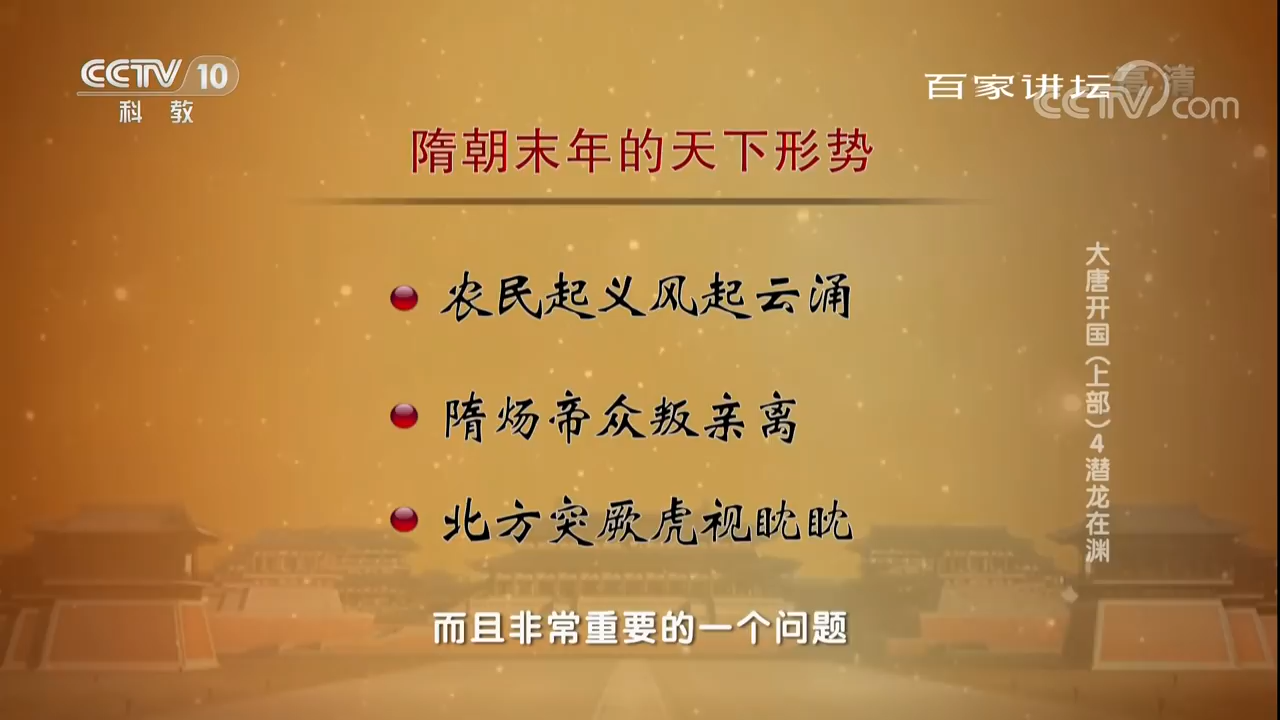 CCTV 10
科教
百家讲坛
高清
CCTV.com
隋朝末年的天下形势
农民起义风起云涌
隋炀帝众叛亲离
北方突厥虎视眈眈
大唐开国(上部)4潜龙在渊
而且非常重要的一个问题